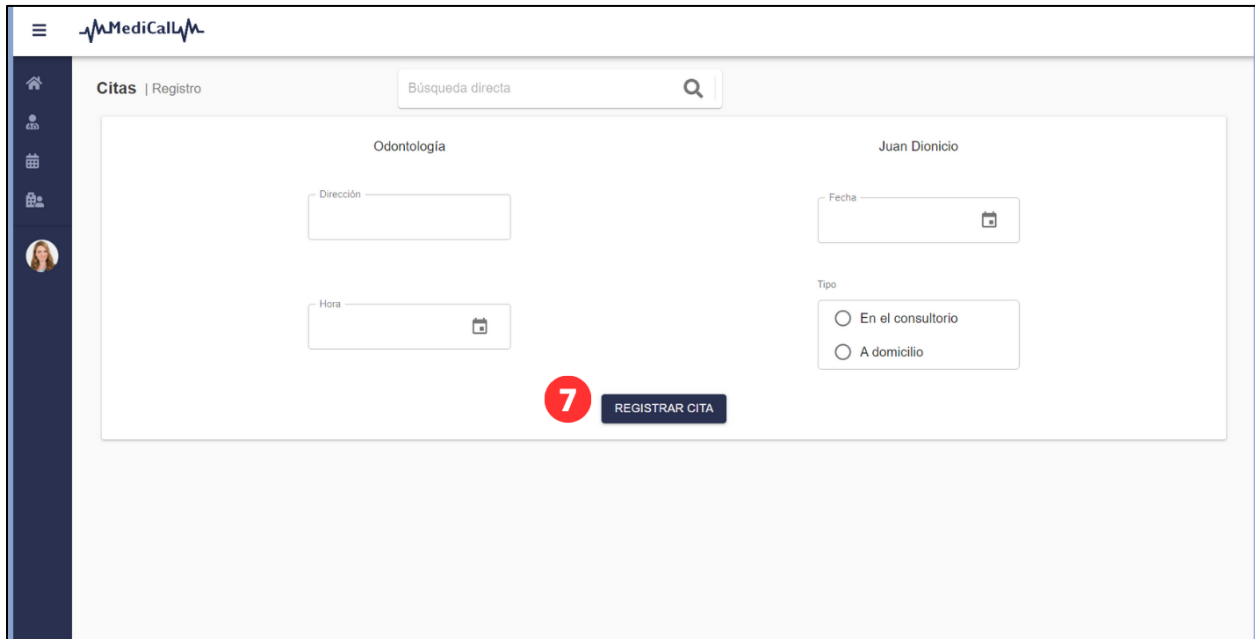 MediCall
Citas | Registro
Búsqueda directa
Odontología
Juan Dionicio
Dirección
Fecha
Hora
Tipo
En el consultorio
A domicilio
7
REGISTRAR CITA